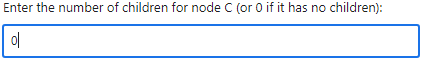 Enter the number of children for node C (or 0 if it has no children):
0